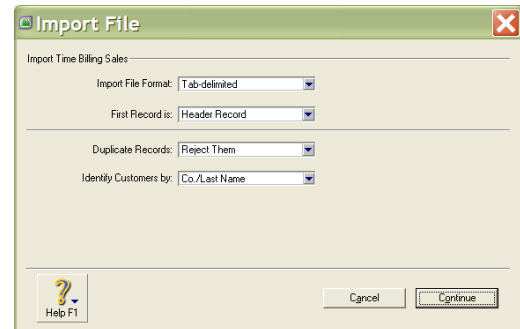 Import File
Import Time Billing Sales
Import File Format: Tab-delimited
First Record is: Header Record
Duplicate Records: Reject Them
Identify Customers by: Co./Last Name
Help F1
Cancel
Continue